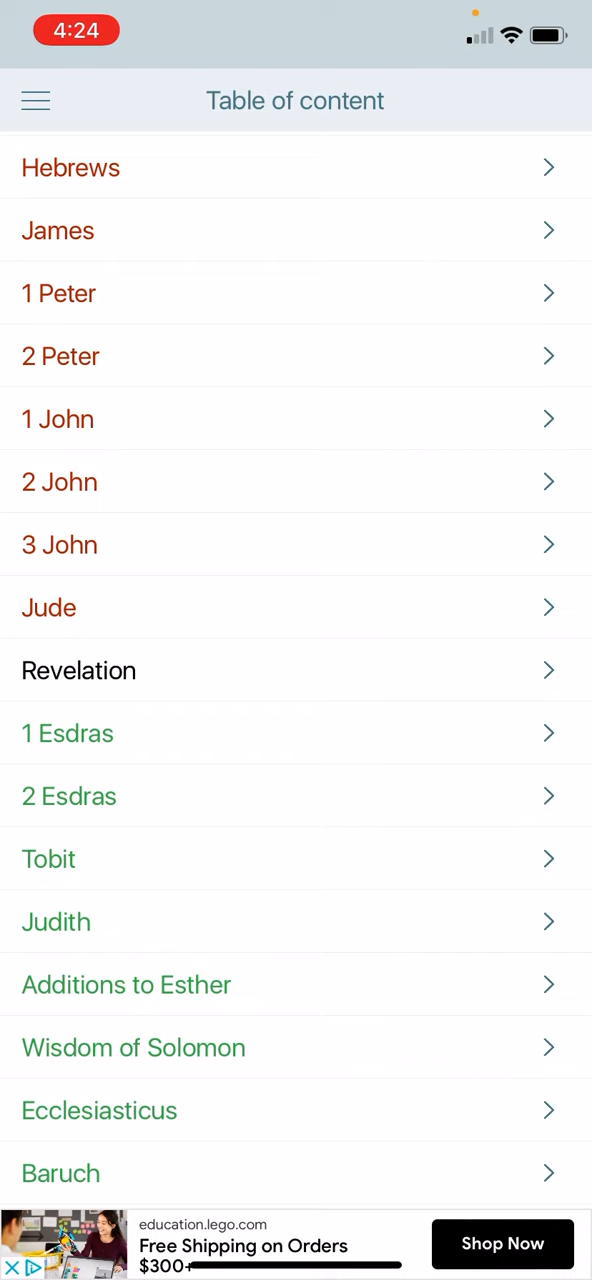 4:24
Table of content
Hebrews
James
1 Peter
2 Peter
1 John
2 John
3 John
Jude
Revelation
1 Esdras
2 Esdras
Tobit
Judith
Additions to Esther
Wisdom of Solomon
Ecclesiasticus
Baruch
education.lego.com
Free Shipping on Orders
$300+
Shop Now